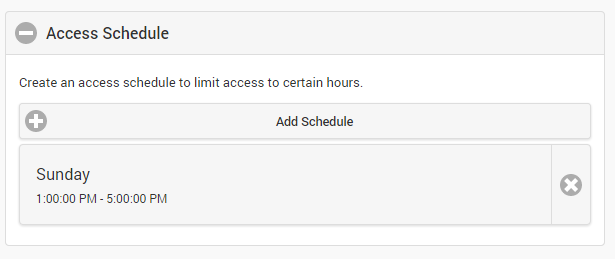 Access Schedule
Create an access schedule to limit access to certain hours.
Add Schedule
Sunday
1:00:00 PM - 5:00:00 PM